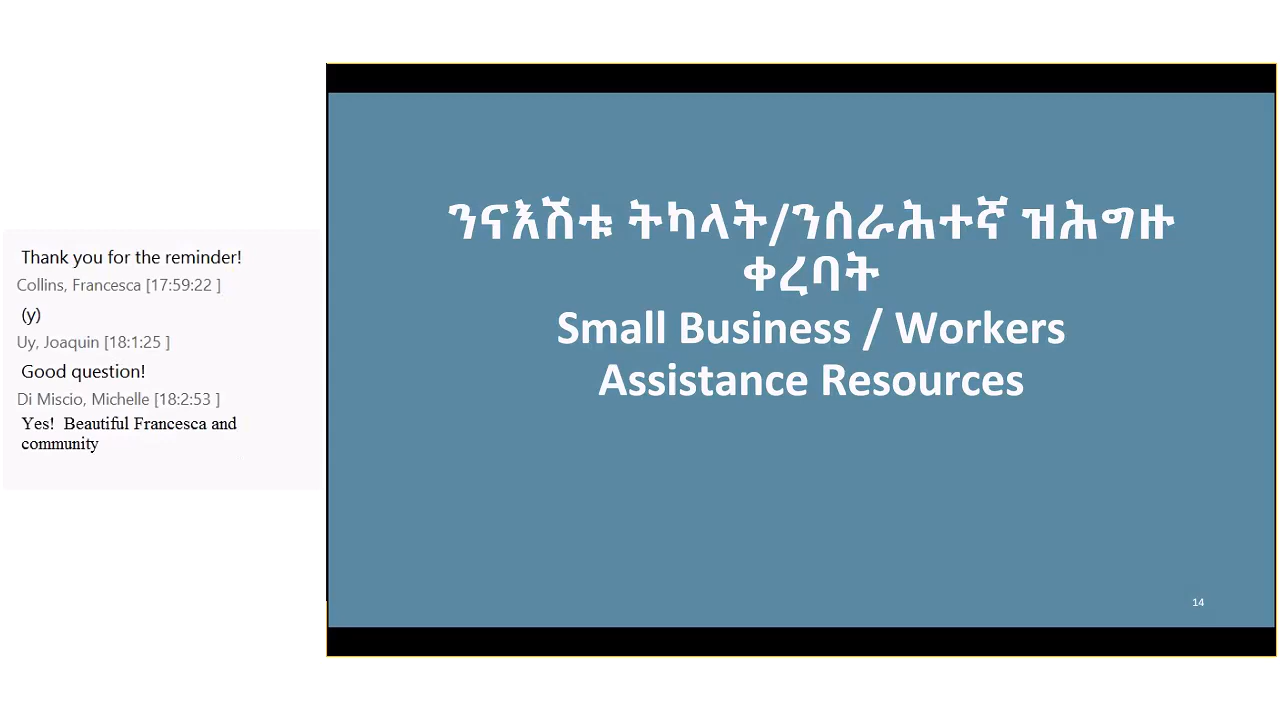 Thank you for the reminder!
Collins, Francesca [17:59:22 ]
(y)
Uy, Joaquin [18:1:25 ]
Good question!
Di Miscio, Michelle [18:2:53 ]
Yes!  Beautiful Francesca and
community
ንናእሽቱ ትካላት/ንሰራሕተኛ ዝሕግዙ
ቀረባት
Small Business / Workers
Assistance Resources
14